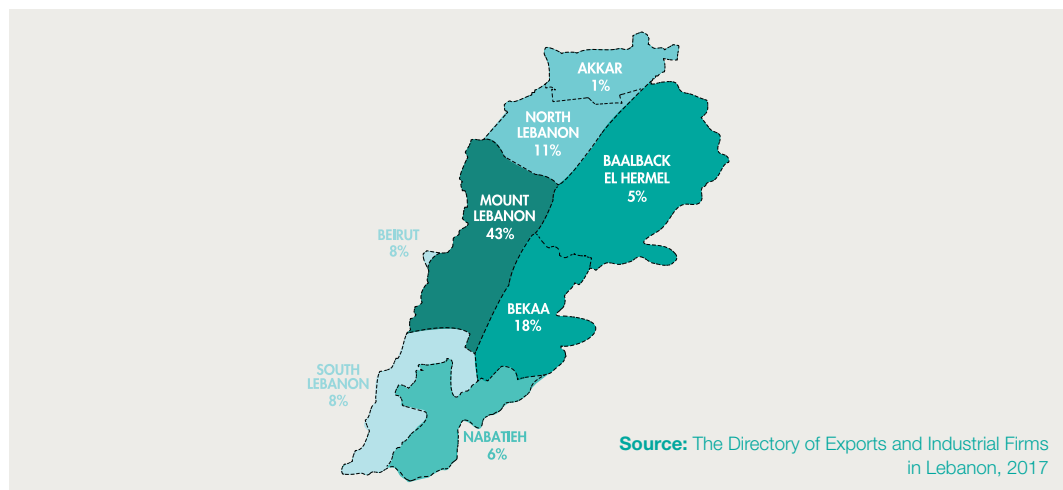 AKKAR
1%
NORTH
LEBANON
11%
BAALBACK
EL HERMEL
5%
MOUNT
LEBANON
43%
BEIRUT
8%
BEKAA
18%
SOUTH
LEBANON
8%
NABATIEH
6%
Source: The Directory of Exports and Industrial Firms
in Lebanon, 2017